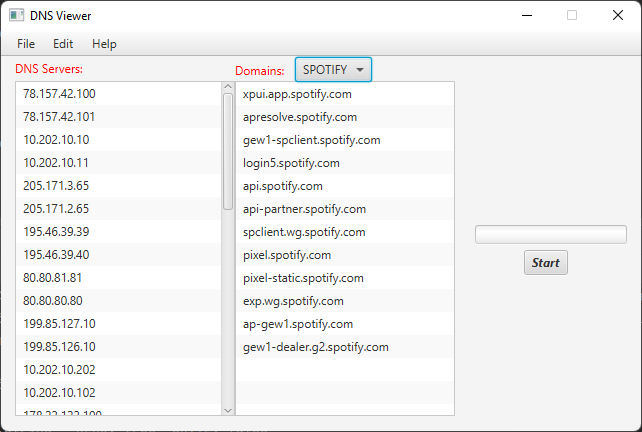 DNS Viewer
File Edit Help
DNS Servers:
Domains: SPOTIFY
78.157.42.100
78.157.42.101
10.202.10.10
10.202.10.11
205.171.3.65
205.171.2.65
195.46.39.39
195.46.39.40
80.80.81.81
80.80.80.80
199.85.127.10
199.85.126.10
10.202.10.202
10.202.10.102
xpui.app.spotify.com
apresolve.spotify.com
gew1-spclient.spotify.com
login5.spotify.com
api.spotify.com
api-partner.spotify.com
spclient.wg.spotify.com
pixel.spotify.com
pixel-static.spotify.com
exp.wg.spotify.com
ap-gew1.spotify.com
gew1-dealer.g2.spotify.com
Start